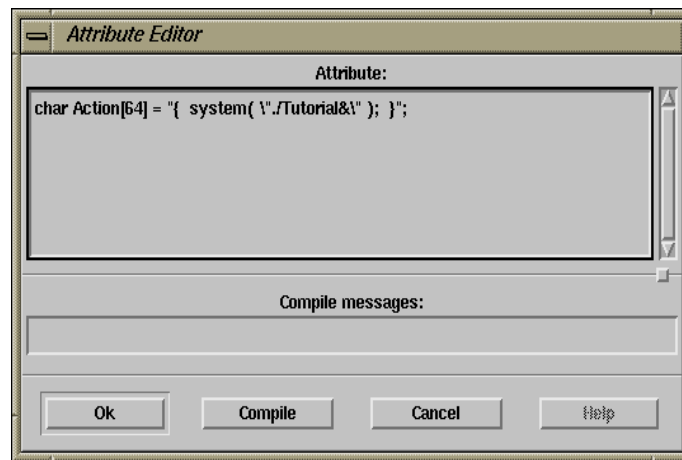 Attribute Editor
Attribute:
char Action[64] = "{  system( \"./Tutorial&\" ); }";
Compile messages:
Ok
Compile
Cancel
Help